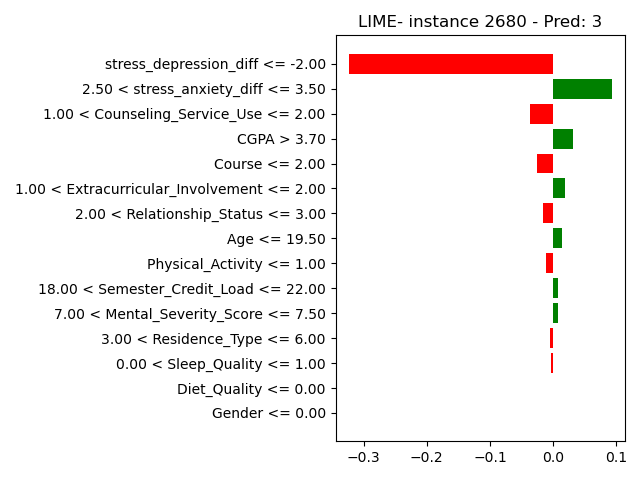 LIME- instance 2680 - Pred: 3
stress_depression_diff <= -2.00
2.50 < stress_anxiety_diff <= 3.50
1.00 < Counseling_Service_Use <= 2.00
CGPA > 3.70
Course <= 2.00
1.00 < Extracurricular_Involvement <= 2.00
2.00 < Relationship_Status <= 3.00
Age <= 19.50
Physical_Activity <= 1.00
18.00 < Semester_Credit_Load <= 22.00
7.00 < Mental_Severity_Score <= 7.50
3.00 < Residence_Type <= 6.00
0.00 < Sleep_Quality <= 1.00
Diet_Quality <= 0.00
Gender <= 0.00
−0.3 −0.2 −0.1 0.0 0.1